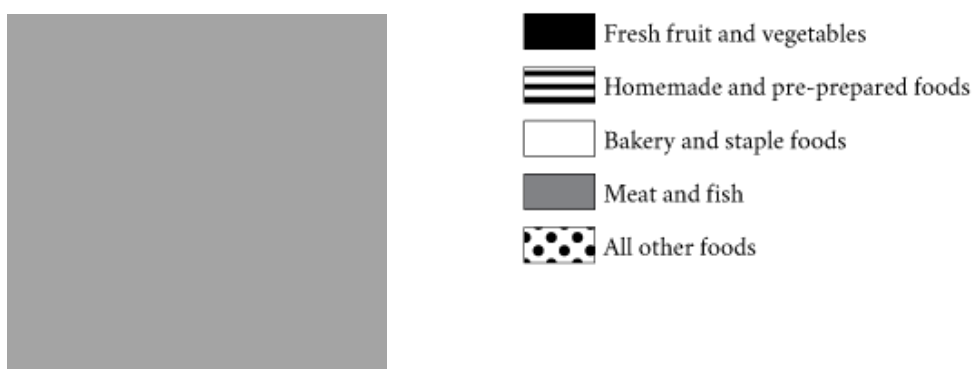 Fresh fruit and vegetables
Homemade and pre-prepared foods
Bakery and staple foods
Meat and fish
All other foods